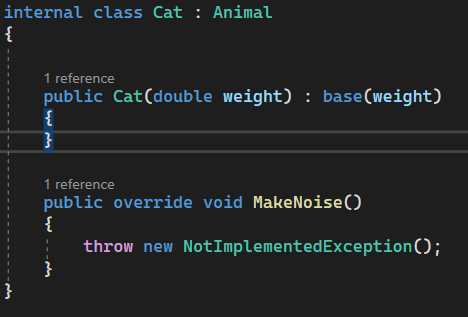 internal class Cat : Animal
{
1 reference
public Cat(double weight) : base(weight)
{
}
1 reference
public override void MakeNoise()
{
throw new NotImplementedException();
}
}